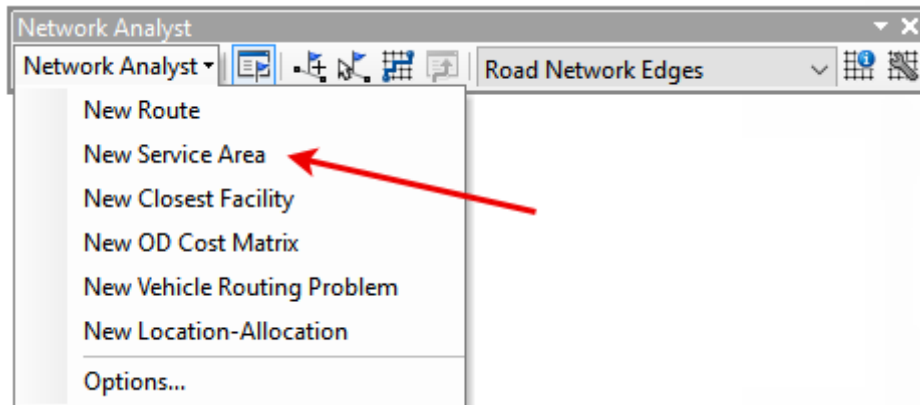 Network Analyst
Network Analyst Road Network Edges
New Route
New Service Area
New Closest Facility
New OD Cost Matrix
New Vehicle Routing Problem
New Location-Allocation
Options...